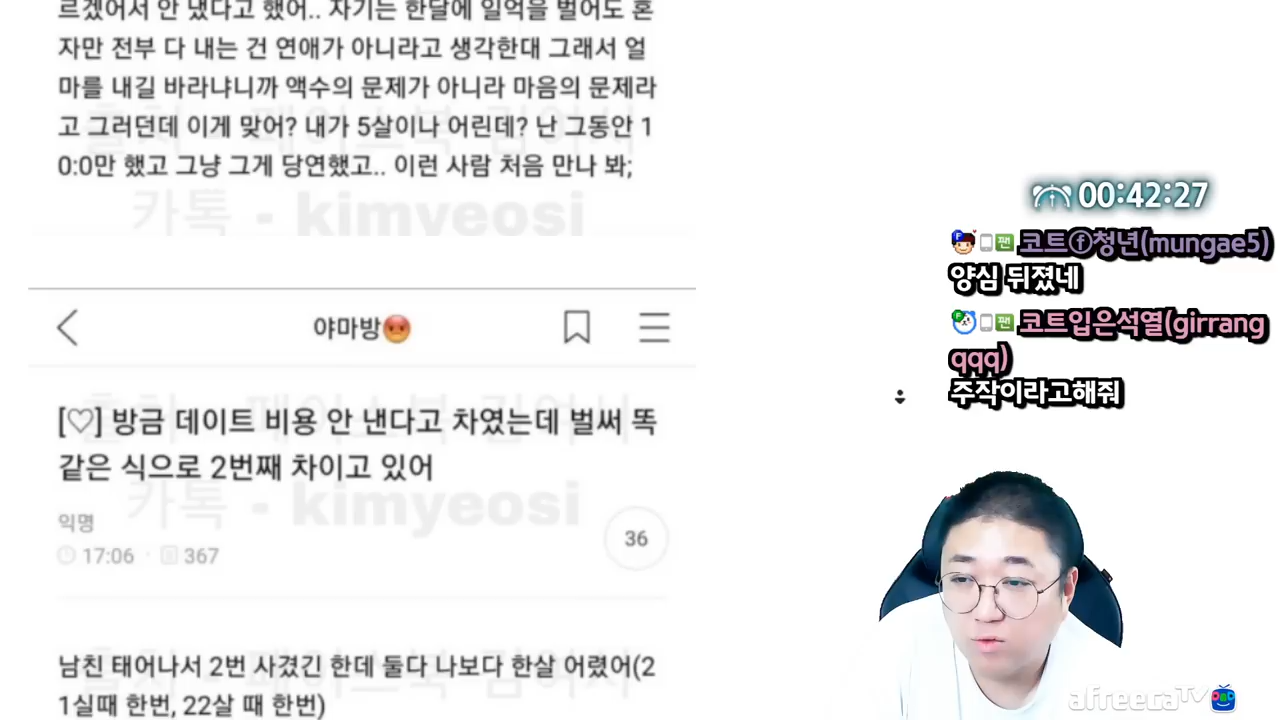 르겠어서 안 냈다고 했어.. 자기는 한달에 일억을 벌어도 혼
자만 전부 다 내는 건 연애가 아니라고 생각한대 그래서 얼
마를 내길 바라냐니까 액수의 문제가 아니라 마음의 문제라
고 그러던데 이게 맞어? 내가 5살이나 어린데? 난 그동안 1
0:0만 했고 그냥 그게 당연했고.. 이런 사람 처음 만나 봐;
카톡 - kimyeosi
야마방
[♡] 방금 데이트 비용 안 낸다고 차였는데 벌써 똑
같은 식으로 2번째 차이고 있어
카톡 - kimyeosi
익명
17:06 · 367
36
남친 태어나서 2번 사겼긴 한데 둘다 나보다 한살 어렸어(2
1실때 한번, 22살 때 한번)
00:42:27
짼 코트ⓕ청년(mungae5)
양심 뒤졌네
짼 코트입은석열(girrang
qqq)
주작이라고해줘
afreecaTV